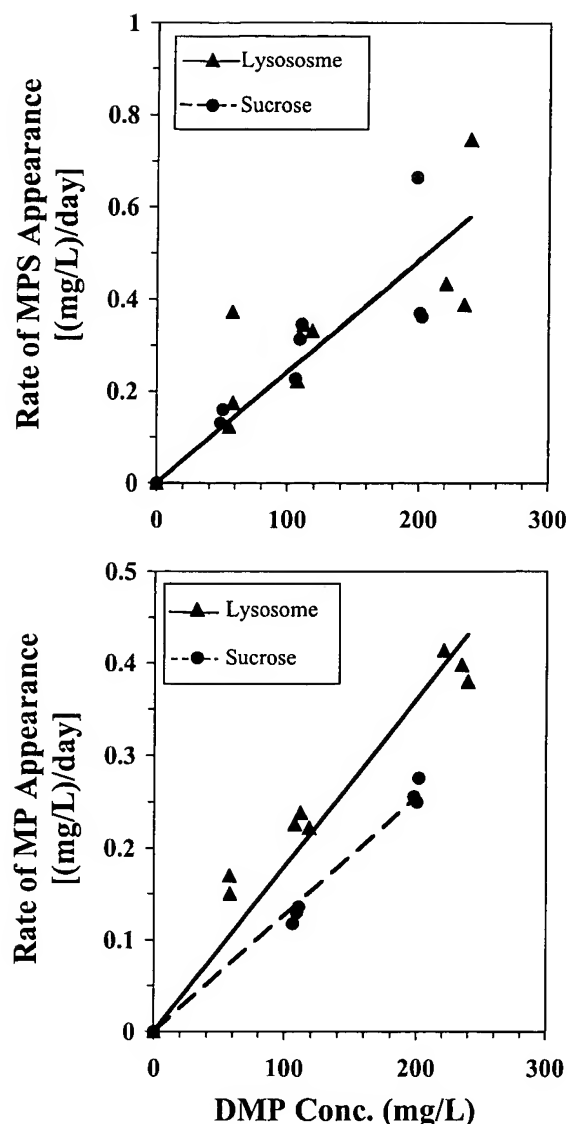 1
0.8
0.6
0.4
0.2
0
Rate of MPS Appearance
[(mg/L)/day]
Lysososme
Sucrose
0 100 200 300
0.5
0.4
0.3
0.2
0.1
0
Rate of MP Appearance
[(mg/L)/day]
Lysosome
Sucrose
0 100 200 300
DMP Conc. (mg/L)